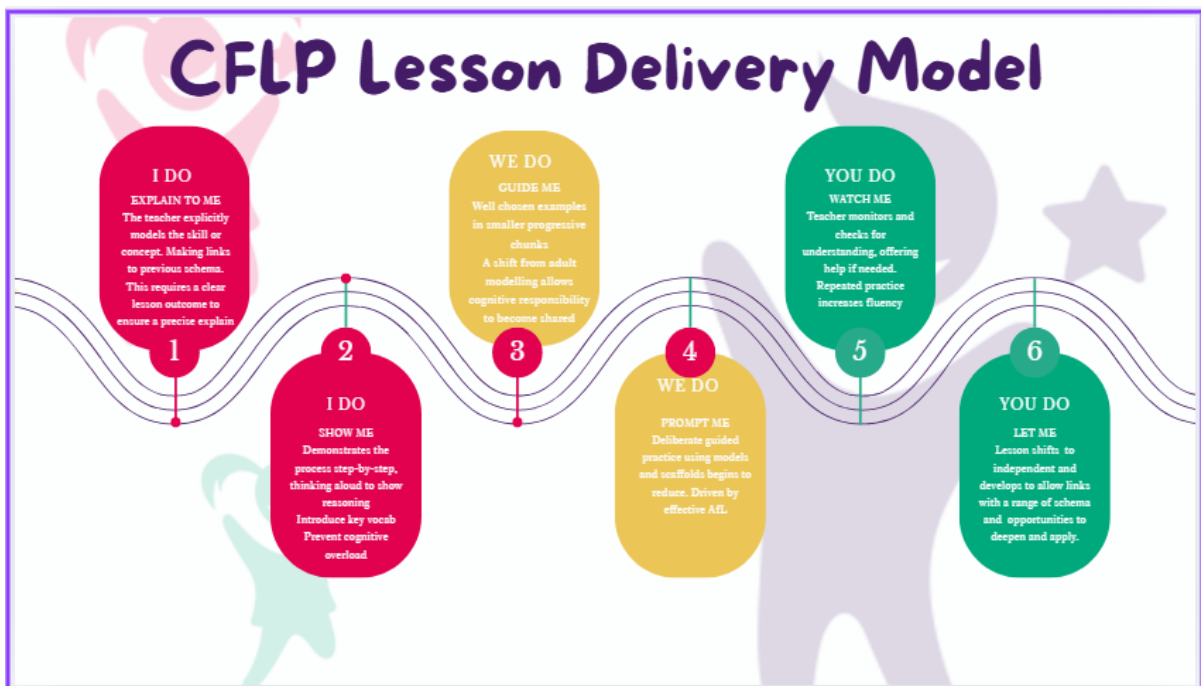 CFLP Lesson Delivery Model
I DO
EXPLAIN TO ME
The teacher explicitly
models the skill or
concept. Making links
to previous schema.
This requires a clear
lesson outcome to
ensure a precise explain
1
2
I DO
SHOW ME
Demonstrates the
process step-by-step,
thinking aloud to show
reasoning
Introduce key vocab
Prevent cognitive
overload
WE DO
GUIDE ME
Well chosen examples
in smaller progressive
chunks
A shift from adult
modelling allows
cognitive responsibility
to become shared
3
4
WE DO
PROMPT ME
Deliberate guided
practice using models
and scaffolds begins to
reduce. Driven by
effective AfL
YOU DO
WATCH ME
Teacher monitors and
checks for
understanding, offering
help if needed.
Repeated practice
increases fluency
5
6
YOU DO
LET ME
Lesson shifts to
independent and
develops to allow links
with a range of schema
and opportunities to
deepen and apply.